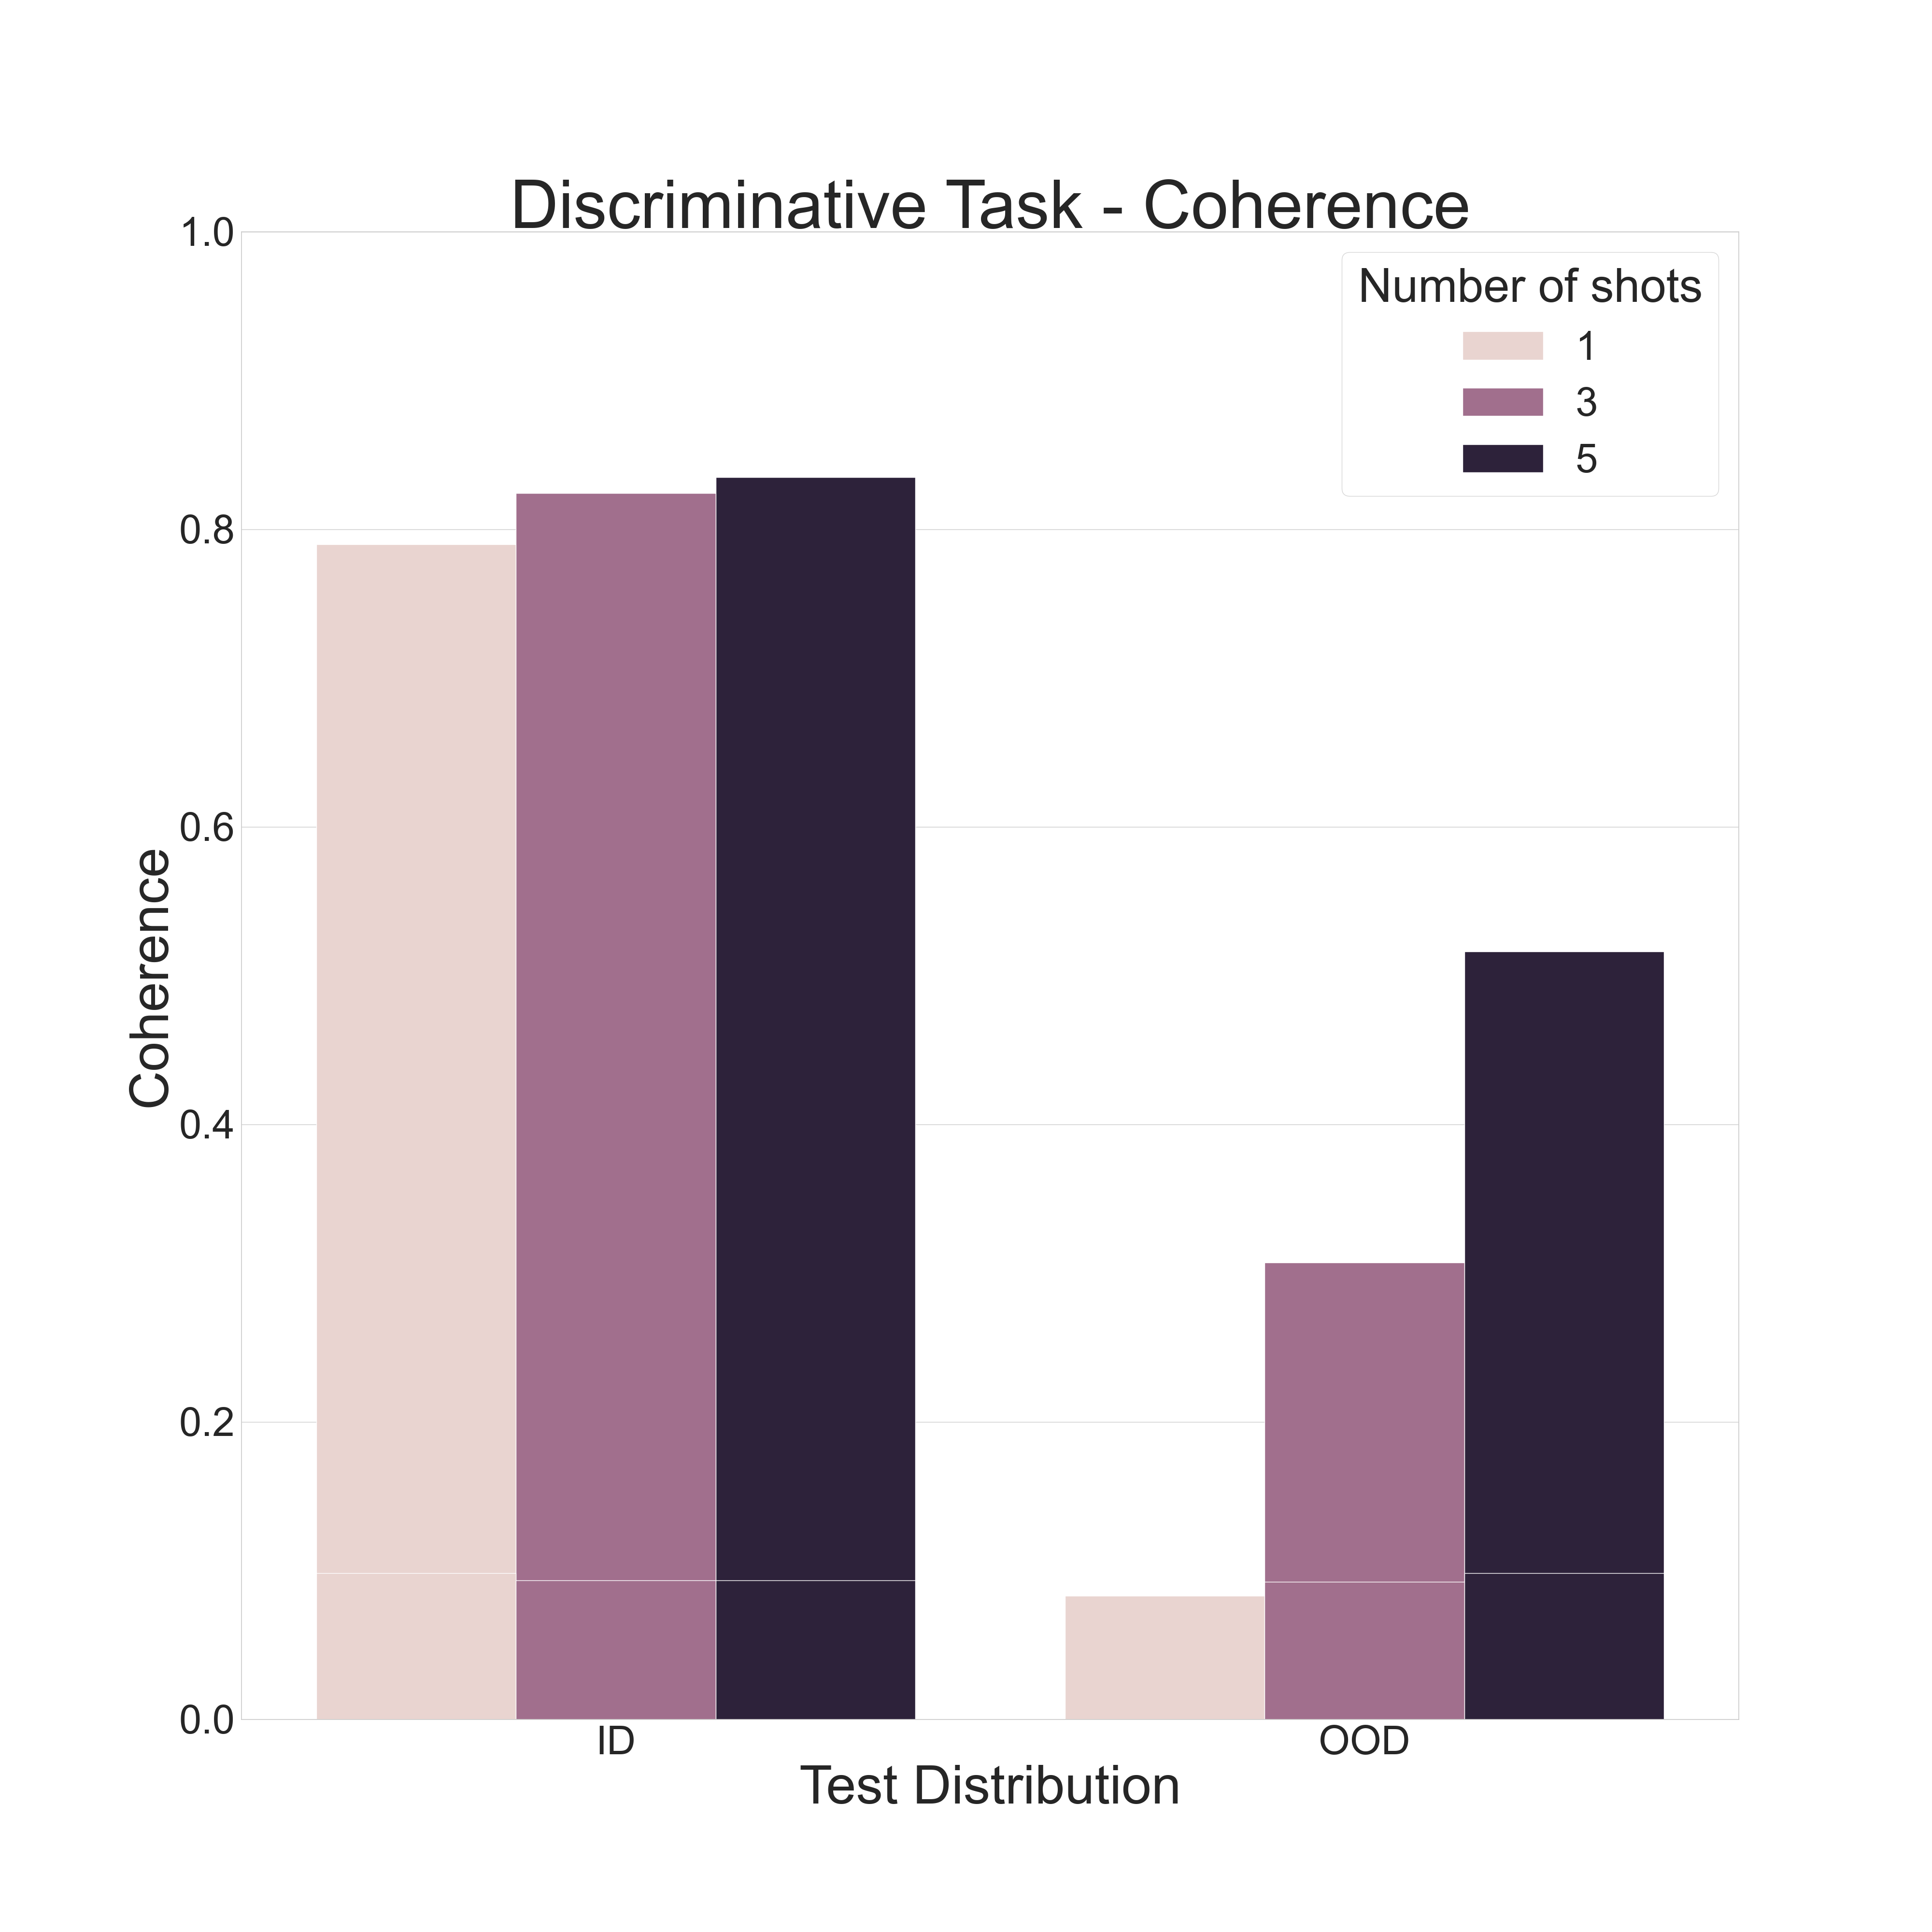 Discriminative Task - Coherence
1.0
0.8
0.6
0.4
0.2
0.0
Coherence
Number of shots
1
3
5
ID
OOD
Test Distribution